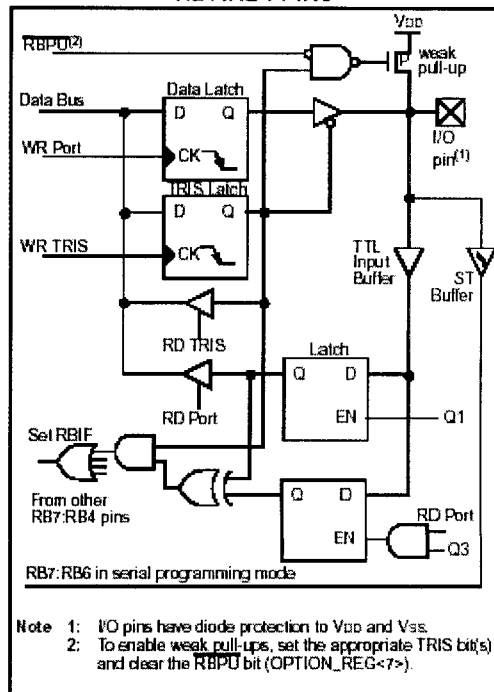 RBPU(2)
VDD
P
weak
pull-up
Data Bus
Data Latch
D Q
WR Port
CK
I/O
pin(1)
TRIS Latch
D Q
WR TRIS
CK
TTL
Input
Buffer
ST
Buffer
RD TRIS
Latch
Q D
RD Port
EN
Q1
Set RBIF
From other
RB7:RB4 pins
Q D
RD Port
EN
Q3
RB7:RB6 in serial programming mode
Note 1: I/O pins have diode protection to VDD and VSS.
2: To enable weak pull-ups, set the appropriate TRIS bit(s)
and clear the RBPU bit (OPTION_REG<7>).